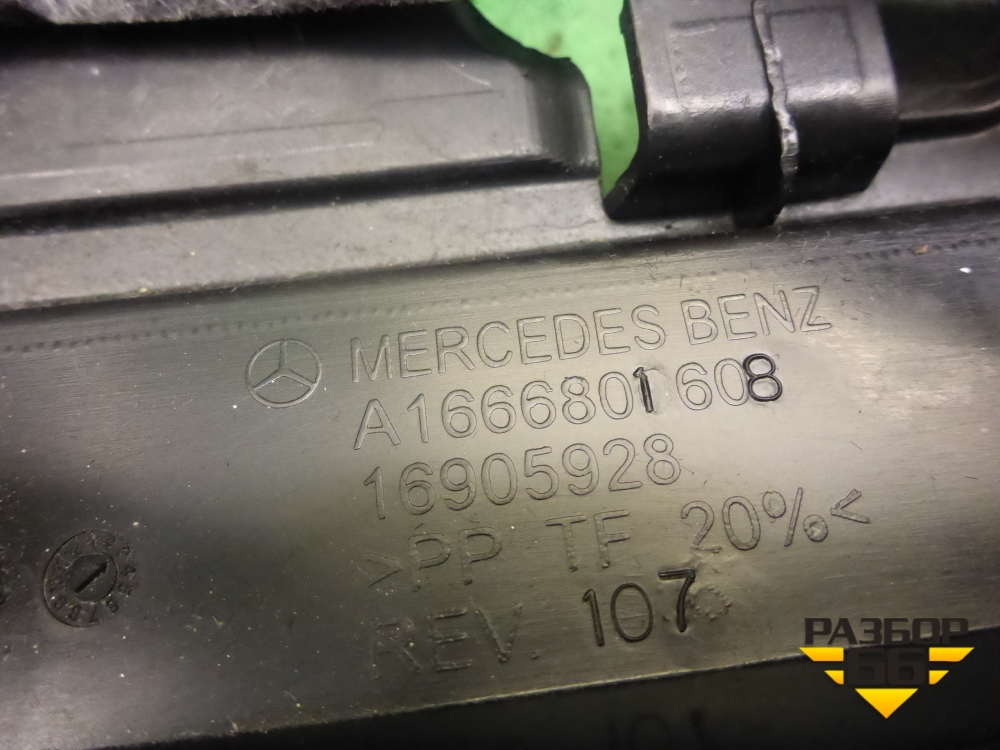 MERCEDES BENZ
A1666801608
16905928
>PP TF 20%<
REV. 107
РАЗБОР
66